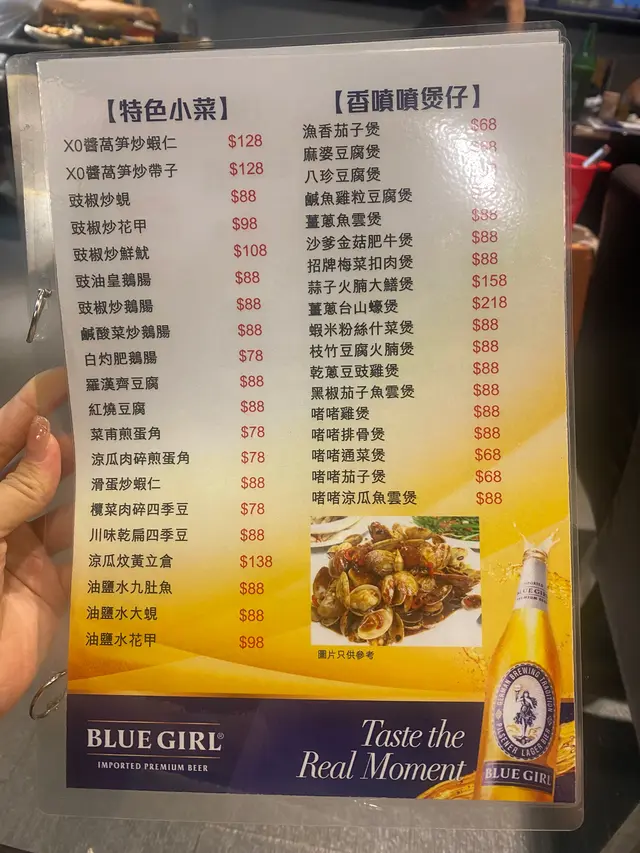 【特色小菜】
XO醬萵筍炒蝦仁 $128
XO醬萵筍炒帶子 $128
豉椒炒蜆 $88
豉椒炒花甲 $98
豉椒炒鮮魷 $108
豉油皇鵝腸 $88
豉椒炒鵝腸 $88
鹹酸菜炒鵝腸 $88
白灼肥鵝腸 $78
羅漢齊豆腐 $88
紅燒豆腐 $88
菜甫煎蛋角 $78
涼瓜肉碎煎蛋角 $78
滑蛋炒蝦仁 $88
欖菜肉碎四季豆 $78
川味乾扁四季豆 $88
涼瓜炆黃立倉 $138
油鹽水九肚魚 $88
油鹽水大蜆 $88
油鹽水花甲 $98
【香噴噴煲仔】
漁香茄子煲 $68
麻婆豆腐煲
八珍豆腐煲
鹹魚雞粒豆腐煲
薑蔥魚雲煲 $88
沙爹金菇肥牛煲 $88
招牌梅菜扣肉煲 $88
蒜子火腩大鱔煲 $158
薑蔥台山蠔煲 $218
蝦米粉絲什菜煲 $88
枝竹豆腐火腩煲 $88
乾蔥豆豉雞煲 $88
黑椒茄子魚雲煲 $88
啫啫雞煲 $88
啫啫排骨煲 $88
啫啫通菜煲 $68
啫啫茄子煲 $68
啫啫涼瓜魚雲煲 $88
圖片只供參考
BLUE GIRL®
IMPORTED PREMIUM BEER
Taste the
Real Moment
GERMAN BREWING TRADITION
PILSENER LAGER BEER
BLUE GIRL